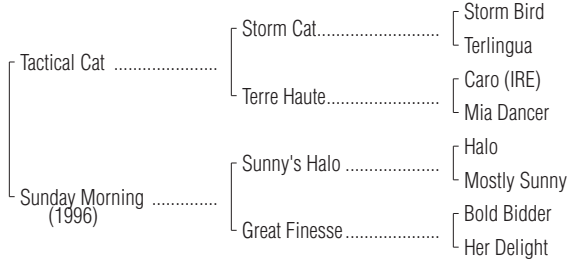 Storm Bird
Storm Cat..............................
Terlingua
Tactical Cat .....................
Caro (IRE)
Terre Haute............................
Mia Dancer
Halo
Sunny's Halo .......................
Mostly Sunny
Sunday Morning ..............
(1996)
Bold Bidder
Great Finesse.......................
Her Delight